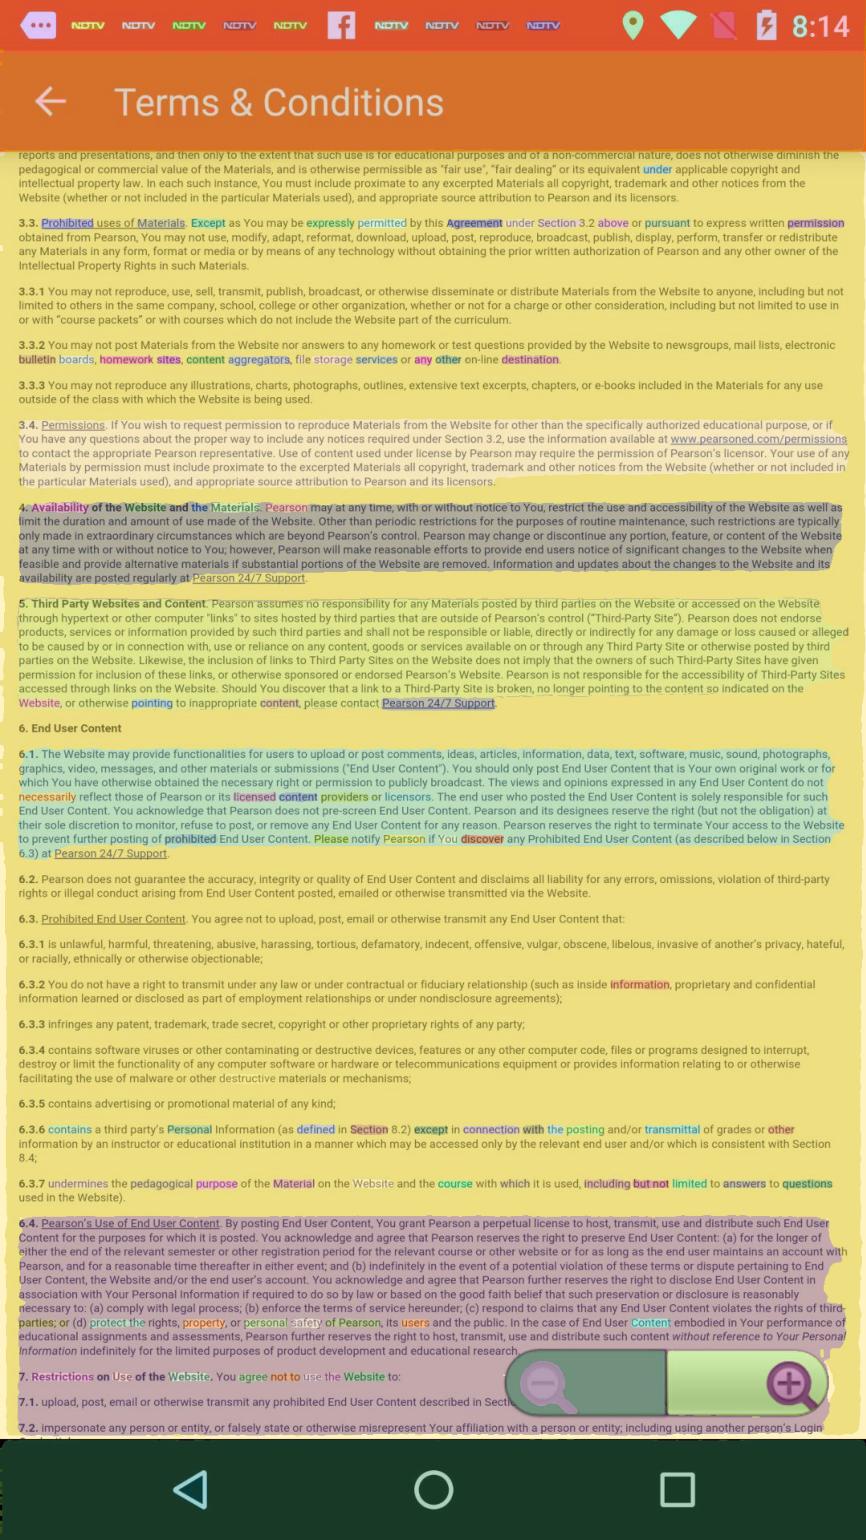 NDTV NDTV NDTV NDTV NDTV NDTV NDTV NDTV NDTV 8:14
Terms & Conditions
reports and presentations, and then only to the extent that such use is for educational purposes and of a non-commercial nature, does not otherwise diminish the
pedagogical or commercial value of the Materials, and is otherwise permissible as "fair use", "fair dealing" or its equivalent under applicable copyright and
intellectual property law. In each such instance, You must include proximate to any excerpted Materials all copyright, trademark and other notices from the
Website (whether or not included in the particular Materials used), and appropriate source attribution to Pearson and its licensors.
3.3. Prohibited uses of Materials. Except as You may be expressly permitted by this Agreement under Section 3.2 above or pursuant to express written permission
obtained from Pearson, You may not use, modify, adapt, reformat, download, upload, post, reproduce, broadcast, publish, display, perform, transfer or redistribute
any Materials in any form, format or media or by means of any technology without obtaining the prior written authorization of Pearson and any other owner of the
Intellectual Property Rights in such Materials.
3.3.1 You may not reproduce, use, sell, transmit, publish, broadcast, or otherwise disseminate or distribute Materials from the Website to anyone, including but not
limited to others in the same company, school, college or other organization, whether or not for a charge or other consideration, including but not limited to use in
or with "course packets" or with courses which do not include the Website part of the curriculum.
3.3.2 You may not post Materials from the Website nor answers to any homework or test questions provided by the Website to newsgroups, mail lists, electronic
bulletin boards, homework sites, content aggregators, file storage services or any other on-line destination.
3.3.3 You may not reproduce any illustrations, charts, photographs, outlines, extensive text excerpts, chapters, or e-books included in the Materials for any use
outside of the class with which the Website is being used.
3.4. Permissions. If You wish to request permission to reproduce Materials from the Website for other than the specifically authorized educational purpose, or if
You have any questions about the proper way to include any notices required under Section 3.2, use the information available at www.pearsoned.com/permissions
to contact the appropriate Pearson representative. Use of content used under license by Pearson may require the permission of Pearson's licensor. Your use of any
Materials by permission must include proximate to the excerpted Materials all copyright, trademark and other notices from the Website (whether or not included in
the particular Materials used), and appropriate source attribution to Pearson and its licensors.
4. Availability of the Website and the Materials. Pearson may at any time, with or without notice to You, restrict the use and accessibility of the Website as well as
limit the duration and amount of use made of the Website. Other than periodic restrictions for the purposes of routine maintenance, such restrictions are typically
only made in extraordinary circumstances which are beyond Pearson's control. Pearson may change or discontinue any portion, feature, or content of the Website
at any time with or without notice to You; however, Pearson will make reasonable efforts to provide end users notice of significant changes to the Website when
feasible and provide alternative materials if substantial portions of the Website are removed. Information and updates about the changes to the Website and its
availability are posted regularly at Pearson 24/7 Support.
5. Third Party Websites and Content. Pearson assumes no responsibility for any Materials posted by third parties on the Website or accessed on the Website
through hypertext or other computer "links" to sites hosted by third parties that are outside of Pearson's control ("Third-Party Site"). Pearson does not endorse
products, services or information provided by such third parties and shall not be responsible or liable, directly or indirectly for any damage or loss caused or alleged
to be caused by or in connection with, use or reliance on any content, goods or services available on or through any Third Party Site or otherwise posted by third
parties on the Website. Likewise, the inclusion of links to Third Party Sites on the Website does not imply that the owners of such Third-Party Sites have given
permission for inclusion of these links, or otherwise sponsored or endorsed Pearson's Website. Pearson is not responsible for the accessibility of Third-Party Sites
accessed through links on the Website. Should You discover that a link to a Third-Party Site is broken, no longer pointing to the content so indicated on the
Website, or otherwise pointing to inappropriate content, please contact Pearson 24/7 Support.
6. End User Content
6.1. The Website may provide functionalities for users to upload or post comments, ideas, articles, information, data, text, software, music, sound, photographs,
graphics, video, messages, and other materials or submissions ("End User Content"). You should only post End User Content that is Your own original work or for
which You have otherwise obtained the necessary right or permission to publicly broadcast. The views and opinions expressed in any End User Content do not
necessarily reflect those of Pearson or its licensed content providers or licensors. The end user who posted the End User Content is solely responsible for such
End User Content. You acknowledge that Pearson does not pre-screen End User Content. Pearson and its designees reserve the right (but not the obligation) at
their sole discretion to monitor, refuse to post, or remove any End User Content for any reason. Pearson reserves the right to terminate Your access to the Website
to prevent further posting of prohibited End User Content. Please notify Pearson if You discover any Prohibited End User Content (as described below in Section
6.3) at Pearson 24/7 Support.
6.2. Pearson does not guarantee the accuracy, integrity or quality of End User Content and disclaims all liability for any errors, omissions, violation of third-party
rights or illegal conduct arising from End User Content posted, emailed or otherwise transmitted via the Website.
6.3. Prohibited End User Content. You agree not to upload, post, email or otherwise transmit any End User Content that:
6.3.1 is unlawful, harmful, threatening, abusive, harassing, tortious, defamatory, indecent, offensive, vulgar, obscene, libelous, invasive of another's privacy, hateful,
or racially, ethnically or otherwise objectionable;
6.3.2 You do not have a right to transmit under any law or under contractual or fiduciary relationship (such as inside information, proprietary and confidential
information learned or disclosed as part of employment relationships or under nondisclosure agreements);
6.3.3 infringes any patent, trademark, trade secret, copyright or other proprietary rights of any party;
6.3.4 contains software viruses or other contaminating or destructive devices, features or any other computer code, files or programs designed to interrupt,
destroy or limit the functionality of any computer software or hardware or telecommunications equipment or provides information relating to or otherwise
facilitating the use of malware or other destructive materials or mechanisms;
6.3.5 contains advertising or promotional material of any kind;
6.3.6 contains a third party's Personal Information (as defined in Section 8.2) except in connection with the posting and/or transmittal of grades or other
information by an instructor or educational institution in a manner which may be accessed only by the relevant end user and/or which is consistent with Section
8.4;
6.3.7 undermines the pedagogical purpose of the Material on the Website and the course with which it is used, including but not limited to answers to questions
used in the Website).
6.4. Pearson's Use of End User Content. By posting End User Content, You grant Pearson a perpetual license to host, transmit, use and distribute such End User
Content for the purposes for which it is posted. You acknowledge and agree that Pearson reserves the right to preserve End User Content: (a) for the longer of
either the end of the relevant semester or other registration period for the relevant course or other website or for as long as the end user maintains an account with
Pearson, and for a reasonable time thereafter in either event; and (b) indefinitely in the event of a potential violation of these terms or dispute pertaining to End
User Content, the Website and/or the end user's account. You acknowledge and agree that Pearson further reserves the right to disclose End User Content in
association with Your Personal Information if required to do so by law or based on the good faith belief that such preservation or disclosure is reasonably
necessary to: (a) comply with legal process; (b) enforce the terms of service hereunder; (c) respond to claims that any End User Content violates the rights of third-
parties; or (d) protect the rights, property, or personal safety of Pearson, its users and the public. In the case of End User Content embodied in Your performance of
educational assignments and assessments, Pearson further reserves the right to host, transmit, use and distribute such content without reference to Your Personal
Information indefinitely for the limited purposes of product development and educational research.
7. Restrictions on Use of the Website. You agree not to use the Website to:
7.1. upload, post, email or otherwise transmit any prohibited End User Content described in
7.2. impersonate any person or entity, or falsely state or otherwise misrepresent Your affiliation with a person or entity; including using another person's Login